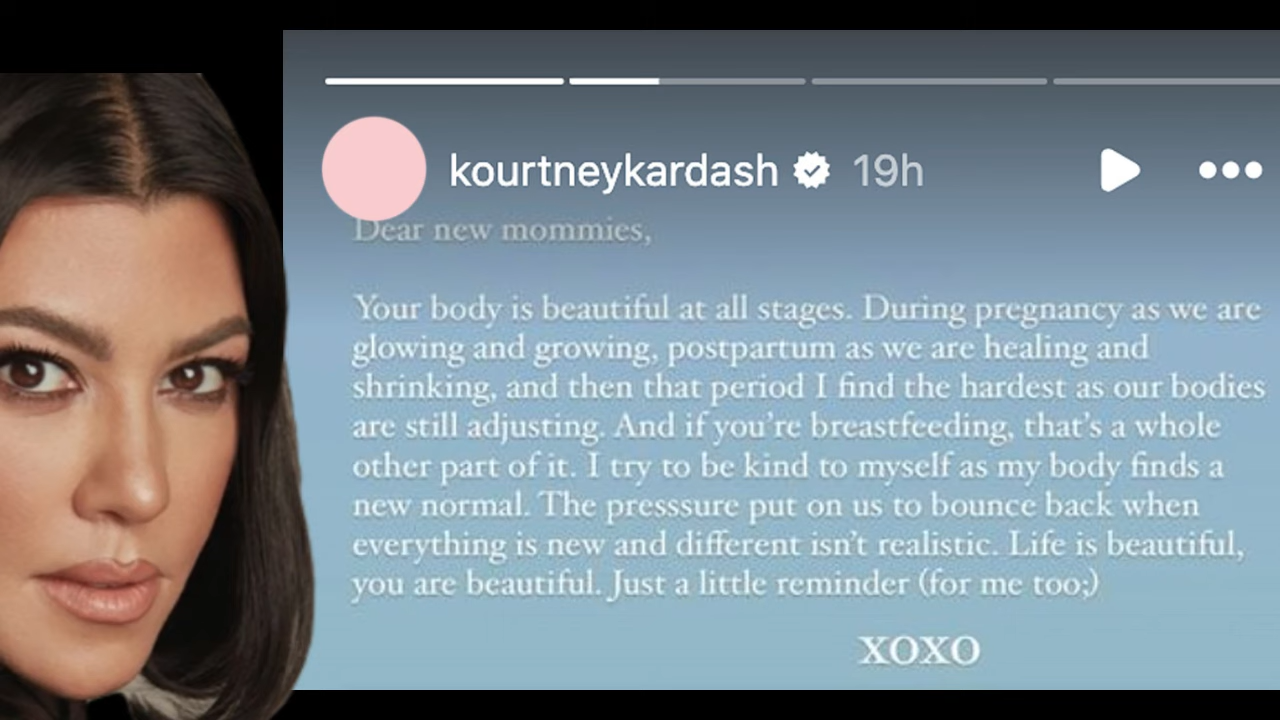 kourtneykardash 19h
Dear new mommies,
Your body is beautiful at all stages. During pregnancy as we are
glowing and growing, postpartum as we are healing and
shrinking, and then that period I find the hardest as our bodies
are still adjusting. And if you're breastfeeding, that's a whole
other part of it. I try to be kind to myself as my body finds a
new normal. The presssure put on us to bounce back when
everything is new and different isn't realistic. Life is beautiful,
you are beautiful. Just a little reminder (for me too;)
XOXO